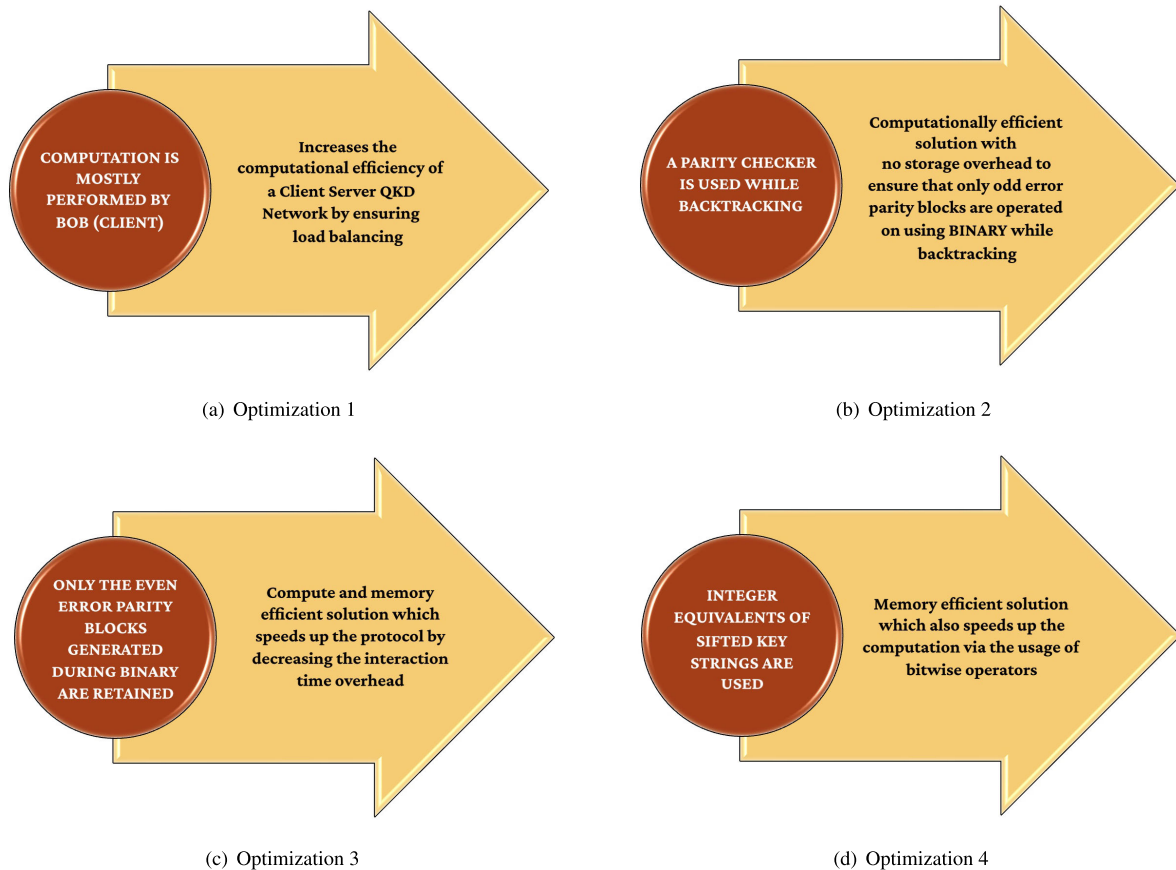 COMPUTATION IS
MOSTLY
PERFORMED BY
BOB (CLIENT)
Increases the
computational efficiency of
a Client Server QKD
Network by ensuring
load balancing
(a) Optimization 1
A PARITY CHECKER
IS USED WHILE
BACKTRACKING
Computationally efficient
solution with
no storage overhead to
ensure that only odd error
parity blocks are operated
on using BINARY while
backtracking
(b) Optimization 2
ONLY THE EVEN
ERROR PARITY
BLOCKS
GENERATED
DURING BINARY
ARE RETAINED
Compute and memory
efficient solution which
speeds up the protocol by
decreasing the interaction
time overhead
(c) Optimization 3
INTEGER
EQUIVALENTS OF
SIFTED KEY
STRINGS ARE
USED
Memory efficient solution
which also speeds up the
computation via the usage of
bitwise operators
(d) Optimization 4